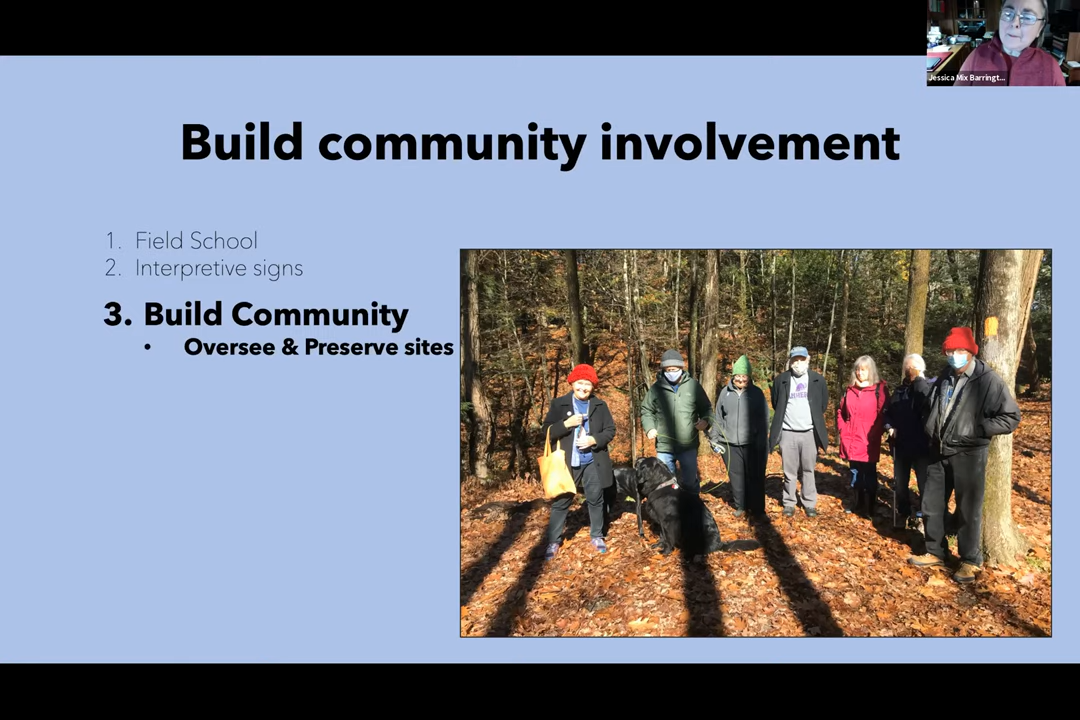 Jessica Mix Barringt...
Build community involvement
1. Field School
2. Interpretive signs
3. Build Community
• Oversee & Preserve sites